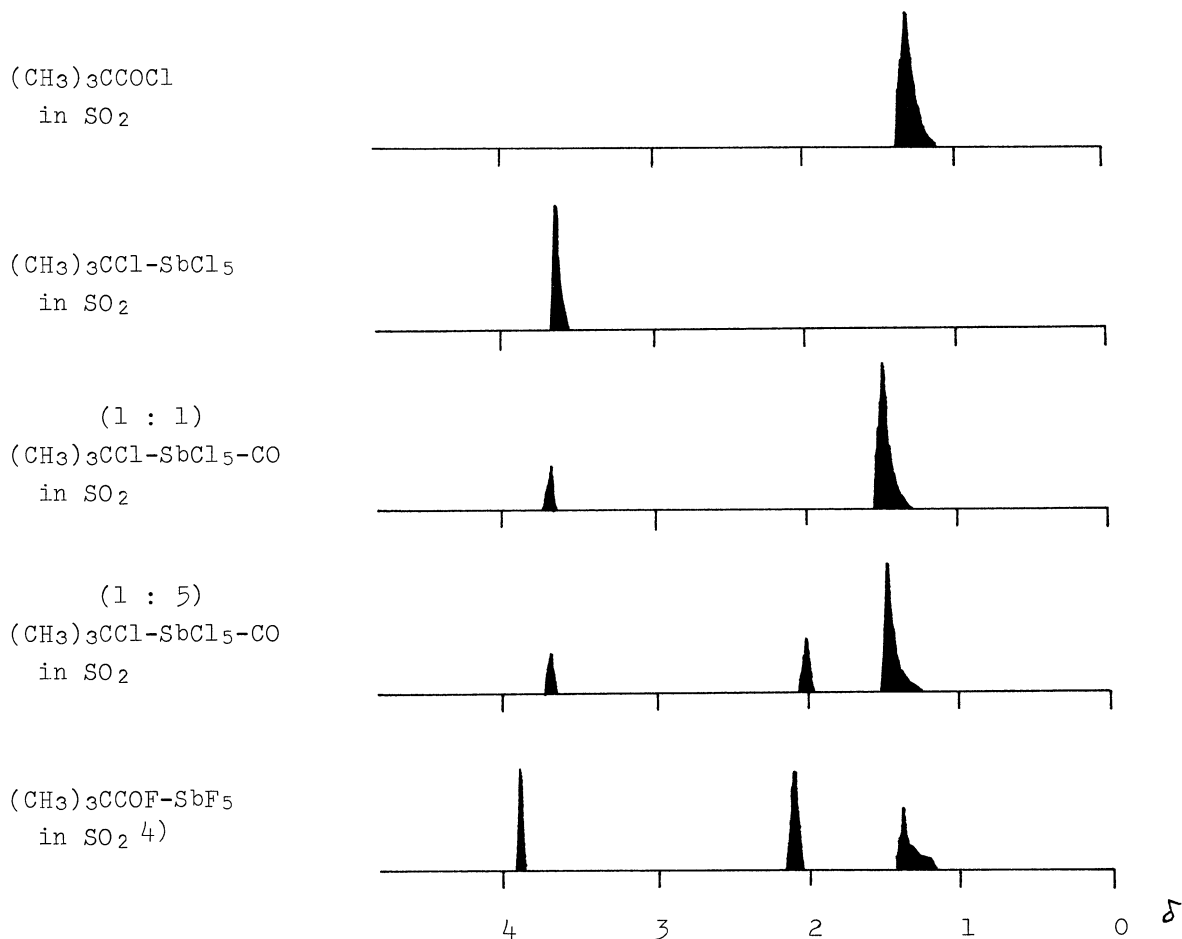 (CH3)3CCOCl
in SO2
(CH3)3CCl-SbCl5
in SO2
(1 : 1)
(CH3)3CCl-SbCl5-CO
in SO2
(1 : 5)
(CH3)3CCl-SbCl5-CO
in SO2
(CH3)3CCOF-SbF5
in SO2 4)
4 3 2 1 0 δ